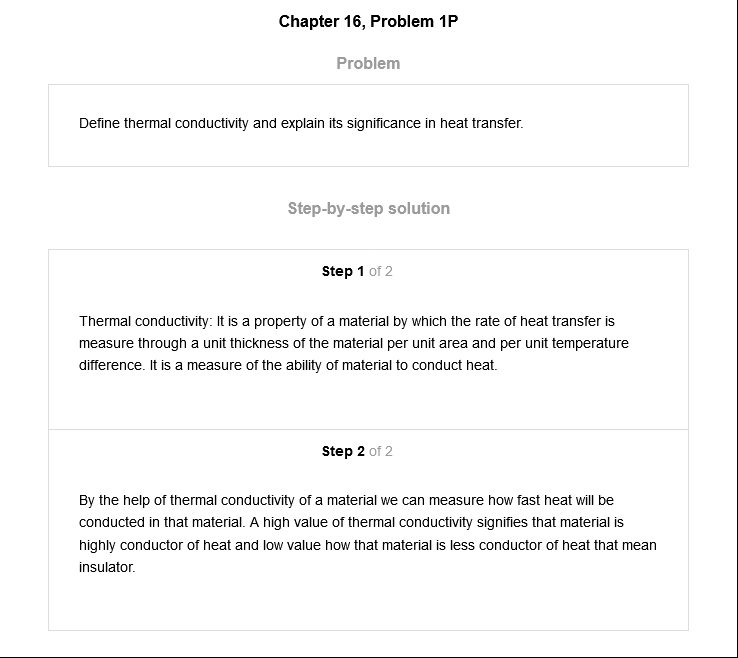 Chapter 16, Problem 1P
Problem
Define thermal conductivity and explain its significance in heat transfer.
Step-by-step solution
Step 1 of 2
Thermal conductivity: It is a property of a material by which the rate of heat transfer is
measure through a unit thickness of the material per unit area and per unit temperature
difference. It is a measure of the ability of material to conduct heat.
Step 2 of 2
By the help of thermal conductivity of a material we can measure how fast heat will be
conducted in that material. A high value of thermal conductivity signifies that material is
highly conductor of heat and low value how that material is less conductor of heat that mean
insulator.